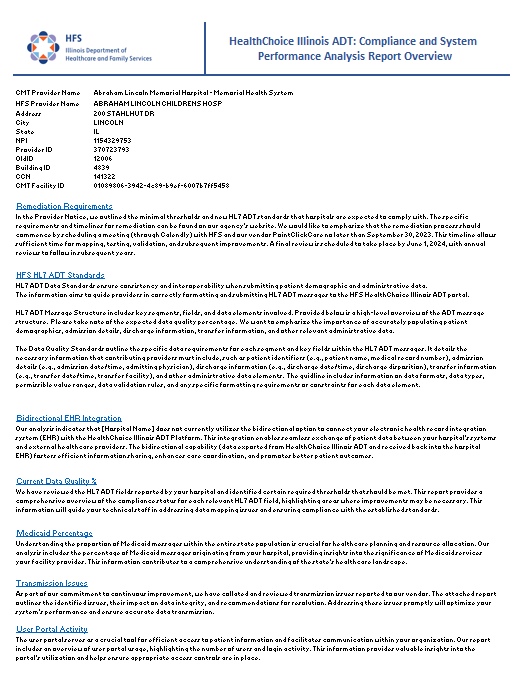 HFS
Illinois Department of
Healthcare and Family Services
HealthChoice Illinois ADT: Compliance and System
Performance Analysis Report Overview
CMT Provider Name Abraham Lincoln Memorial Hospital - Memorial Health System
HFS Provider Name ABRAHAM LINCOLN CHILDRENS HOSP
Address 200 STAHLHUT DR
City LINCOLN
State IL
NPI 1154329753
Provider ID 370723793
OldID 12006
Building ID 4839
CCN 141322
CMT Facility ID 01089806-3942-4c89-b9ef-6007b7ff5458
Remediation Requirements
In the Provider Notice, we outlined the minimal thresholds and new HL7 ADT standards that hospitals are expected to comply with. The specific
requirements and timelines for remediation can be found on our agency's website. We would like to emphasize that the remediation process should
commence by scheduling a meeting (through Calendly) with HFS and our vendor PointClickCare no later than September 30, 2023. This timeline allows
sufficient time for mapping, testing, validation, and subsequent improvements. A final review is scheduled to take place by June 1, 2024, with annual
reviews to follow in subsequent years.
HFS HL7 ADT Standards
HL7 ADT Data Standards ensure consistency and interoperability when submitting patient demographic and administrative data.
The information aims to guide providers in correctly formatting and submitting HL7 ADT messages to the HFS HealthChoice Illinois ADT portal.
HL7 ADT Message Structure includes key segments, fields, and data elements involved. Provided below is a high-level overview of the ADT message
structure. Please take note of the expected data quality percentage. We want to emphasize the importance of accurately populating patient
demographics, admission details, discharge information, transfer information, and other relevant administrative data.
The Data Quality Standards outline the specific data requirements for each segment and key fields within the HL7 ADT messages. It details the
necessary information that contributing providers must include, such as patient identifiers (e.g., patient name, medical record number), admission
details (e.g., admission date/time, admitting physician), discharge information (e.g., discharge date/time, discharge disposition), transfer information
(e.g., transfer date/time, transfer facility), and other administrative data elements. The guidline includes information on data formats, data types,
permissible value ranges, data validation rules, and any specific formatting requirements or constraints for each data element.
Bidirectional EHR Integration
Our analysis indicates that [Hospital Name] does not currently utilizes the bidirectional option to connect your electronic health record integration
system (EHR) with the HealthChoice Illinois ADT Platform. This integration enables seamless exchange of patient data between your hospital's systems
and external healthcare providers. The bidirectional capability (data exported from HealthChoice Illinois ADT and received back into the hospital
EHR) fosters efficient information sharing, enhances care coordination, and promotes better patient outcomes.
Current Data Quality %
We have reviewed the HL7 ADT fields reported by your hospital and identified certain required thresholds that should be met. This report provides a
comprehensive overview of the compliance status for each relevant HL7 ADT field, highlighting areas where improvements may be necessary. This
information will guide your technical staff in addressing data mapping issues and ensuring compliance with the established standards.
Medicaid Percentage
Understanding the proportion of Medicaid messages within the entire state population is crucial for healthcare planning and resource allocation. Our
analysis includes the percentage of Medicaid messages originating from your hospital, providing insights into the significance of Medicaid services
your facility provides. This information contributes to a comprehensive understanding of the state's healthcare landscape.
Transmission Issues
As part of our commitment to continuous improvement, we have collated and reviewed transmission issues reported to our vendor. The attached report
outlines the identified issues, their impact on data integrity, and recommendations for resolution. Addressing these issues promptly will optimize your
system's performance and ensure accurate data transmission.
User Portal Activity
The user portal serves as a crucial tool for efficient access to patient information and facilitates communication within your organization. Our report
includes an overview of user portal usage, highlighting the number of users and login activity. This information provides valuable insights into the
portal's utilization and helps ensure appropriate access controls are in place.